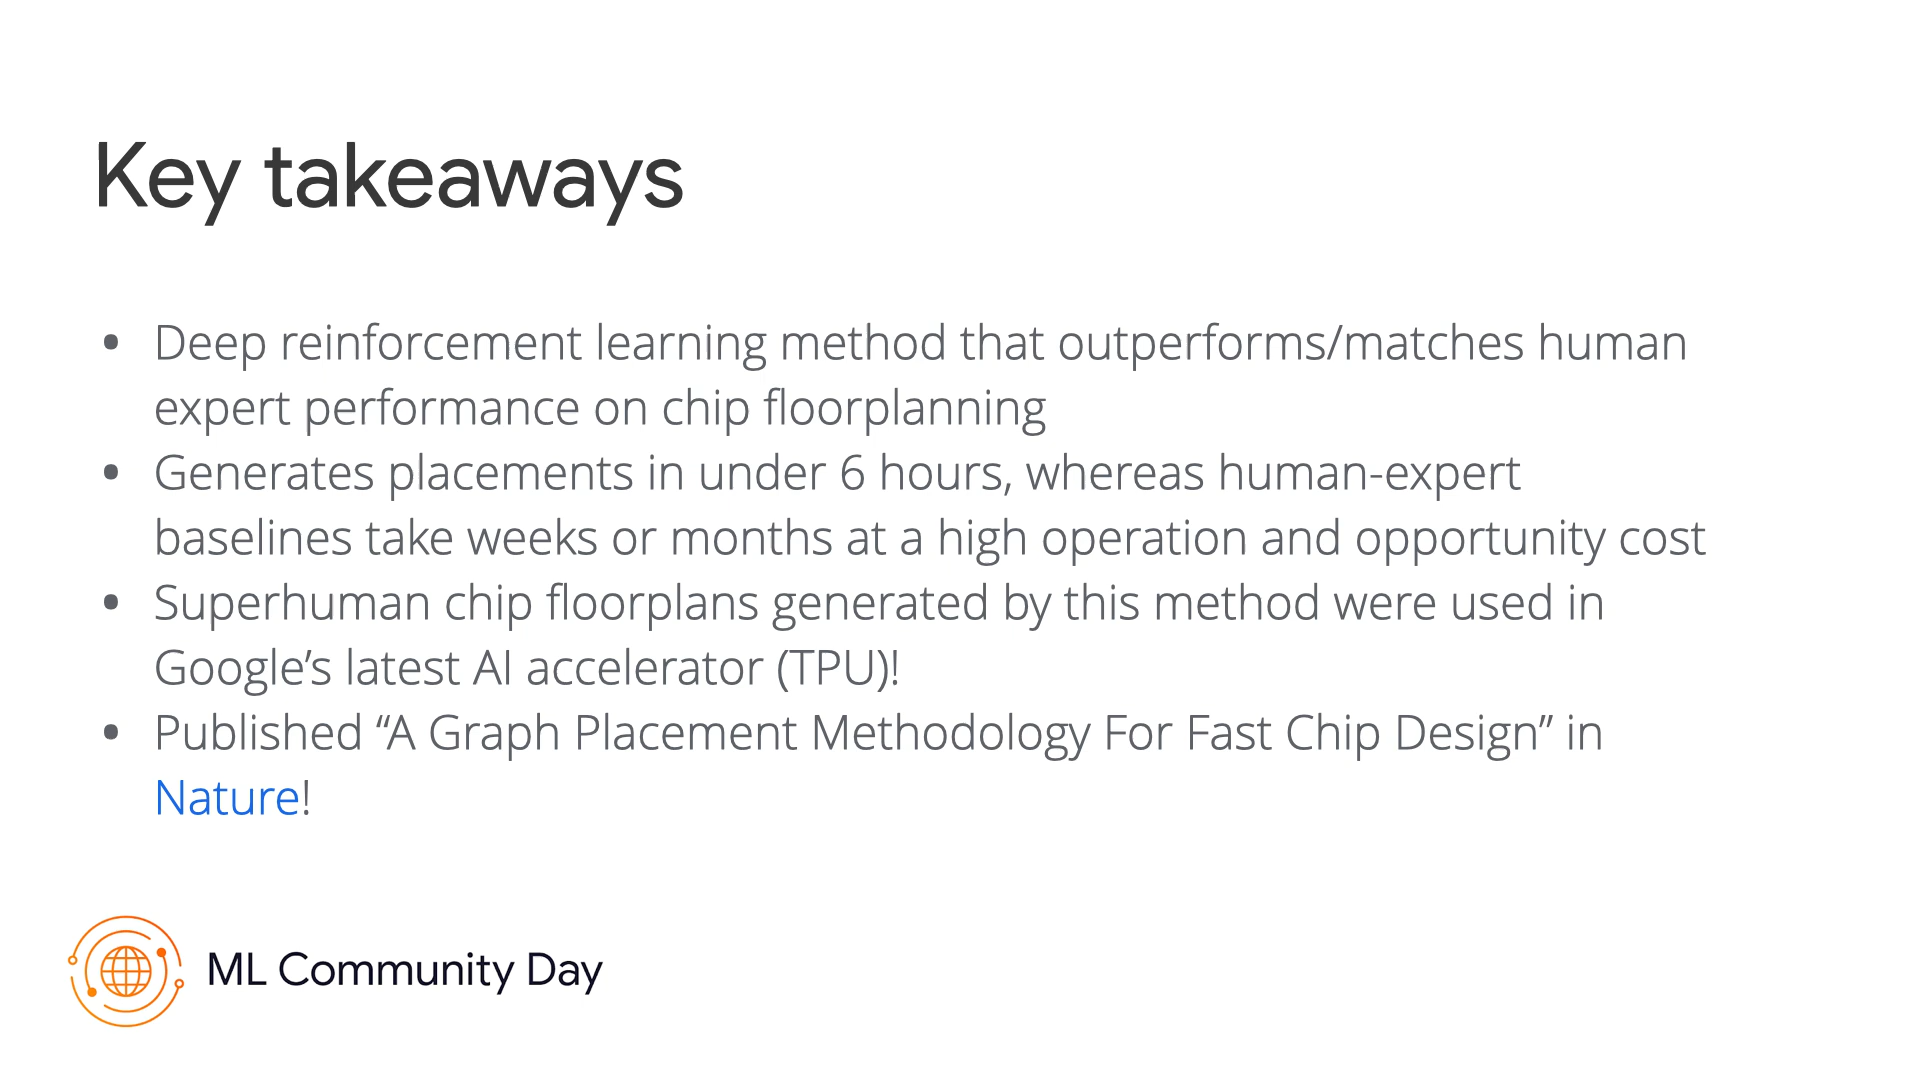 Key takeaways
• Deep reinforcement learning method that outperforms/matches human
expert performance on chip floorplanning
• Generates placements in under 6 hours, whereas human-expert
baselines take weeks or months at a high operation and opportunity cost
• Superhuman chip floorplans generated by this method were used in
Google’s latest AI accelerator (TPU)!
• Published “A Graph Placement Methodology For Fast Chip Design” in
Nature!
ML Community Day